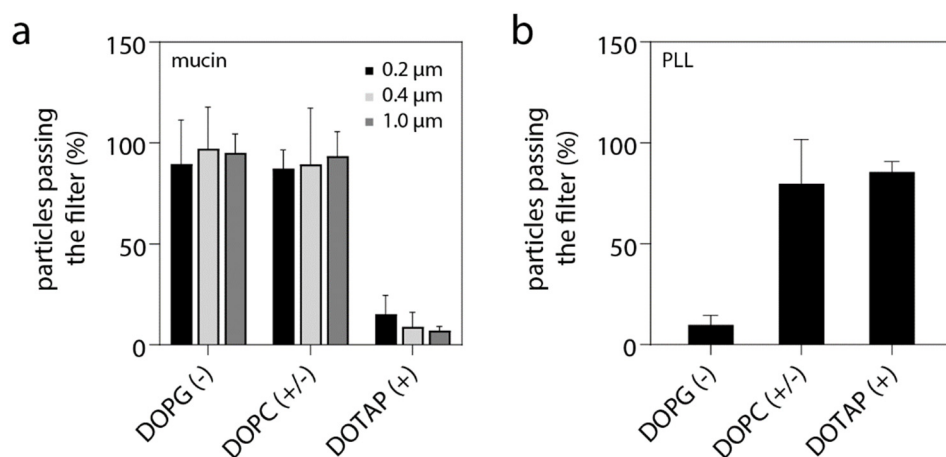 a
150
100
50
0
particles passing
the filter (%)
mucin
0.2 µm
0.4 µm
1.0 µm
DOPG (-)
DOPC (+/-)
DOTAP (+)
b
150
100
50
0
particles passing
the filter (%)
PLL
DOPG (-)
DOPC (+/-)
DOTAP (+)